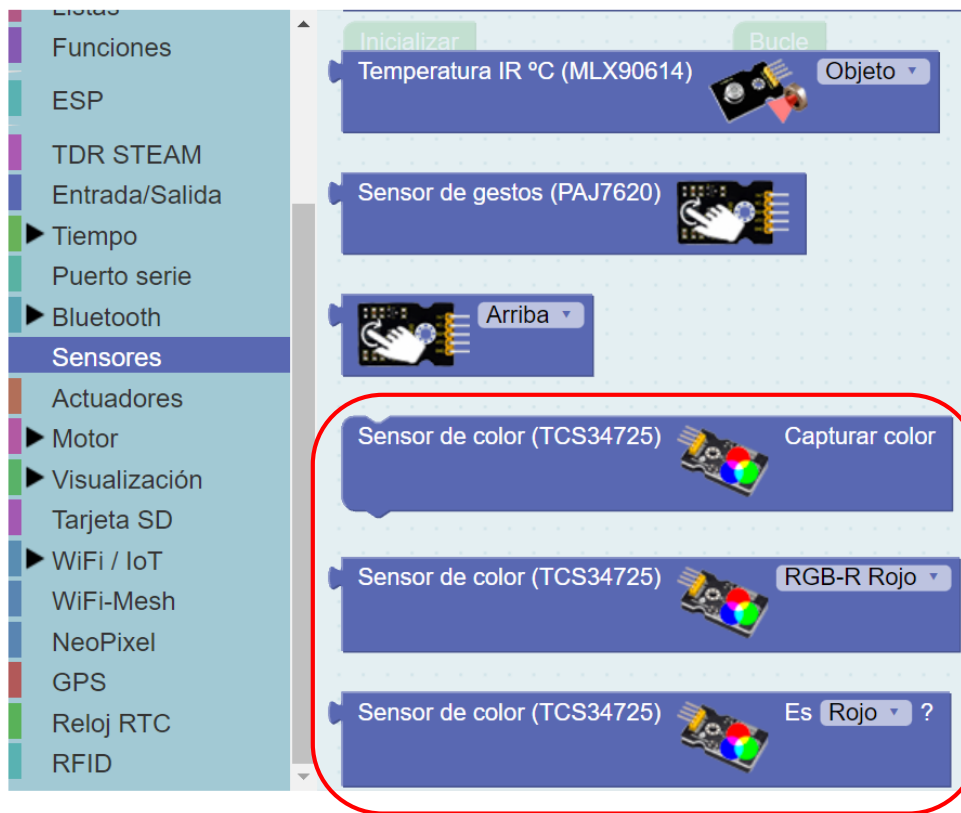 Listas
Funciones
ESP
TDR STEAM
Entrada/Salida
Tiempo
Puerto serie
Bluetooth
Sensores
Actuadores
Motor
Visualización
Tarjeta SD
WiFi / IoT
WiFi-Mesh
NeoPixel
GPS
Reloj RTC
RFID
Inicializar
Bucle
Temperatura IR ºC (MLX90614) Objeto
Sensor de gestos (PAJ7620)
Arriba
Sensor de color (TCS34725) Capturar color
Sensor de color (TCS34725) RGB-R Rojo
Sensor de color (TCS34725) Es Rojo ?